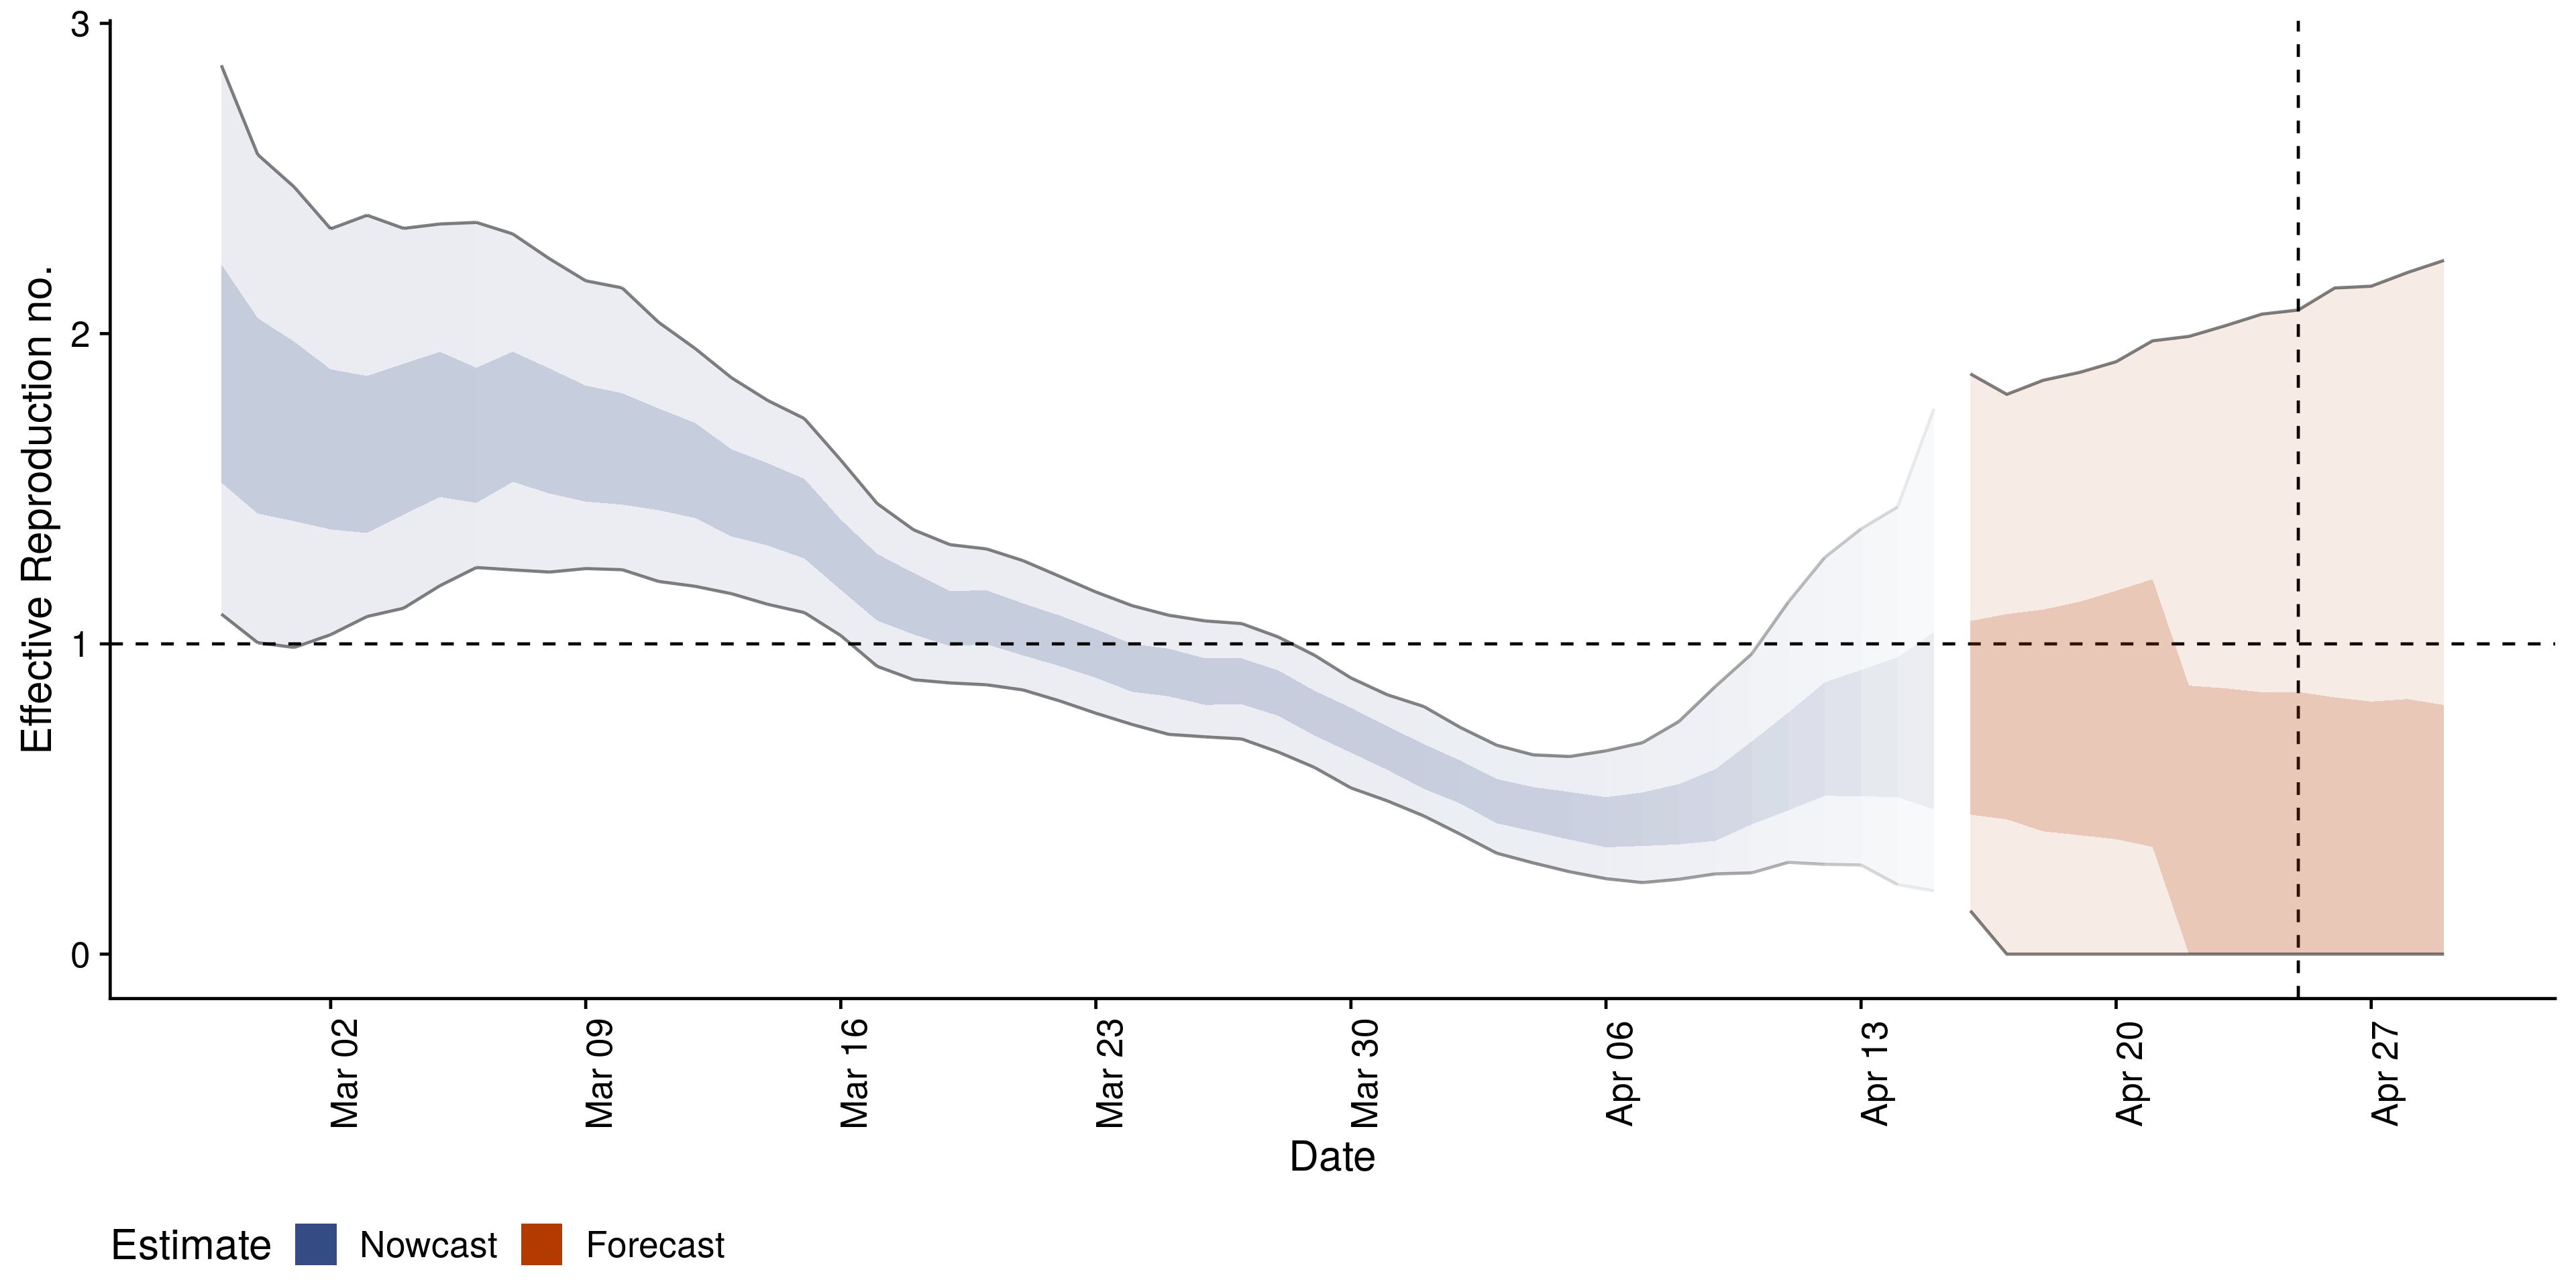 3
2
1
0
Effective Reproduction no.
Mar 02
Mar 09
Mar 16
Mar 23
Mar 30
Apr 06
Apr 13
Apr 20
Apr 27
Date
Estimate Nowcast Forecast